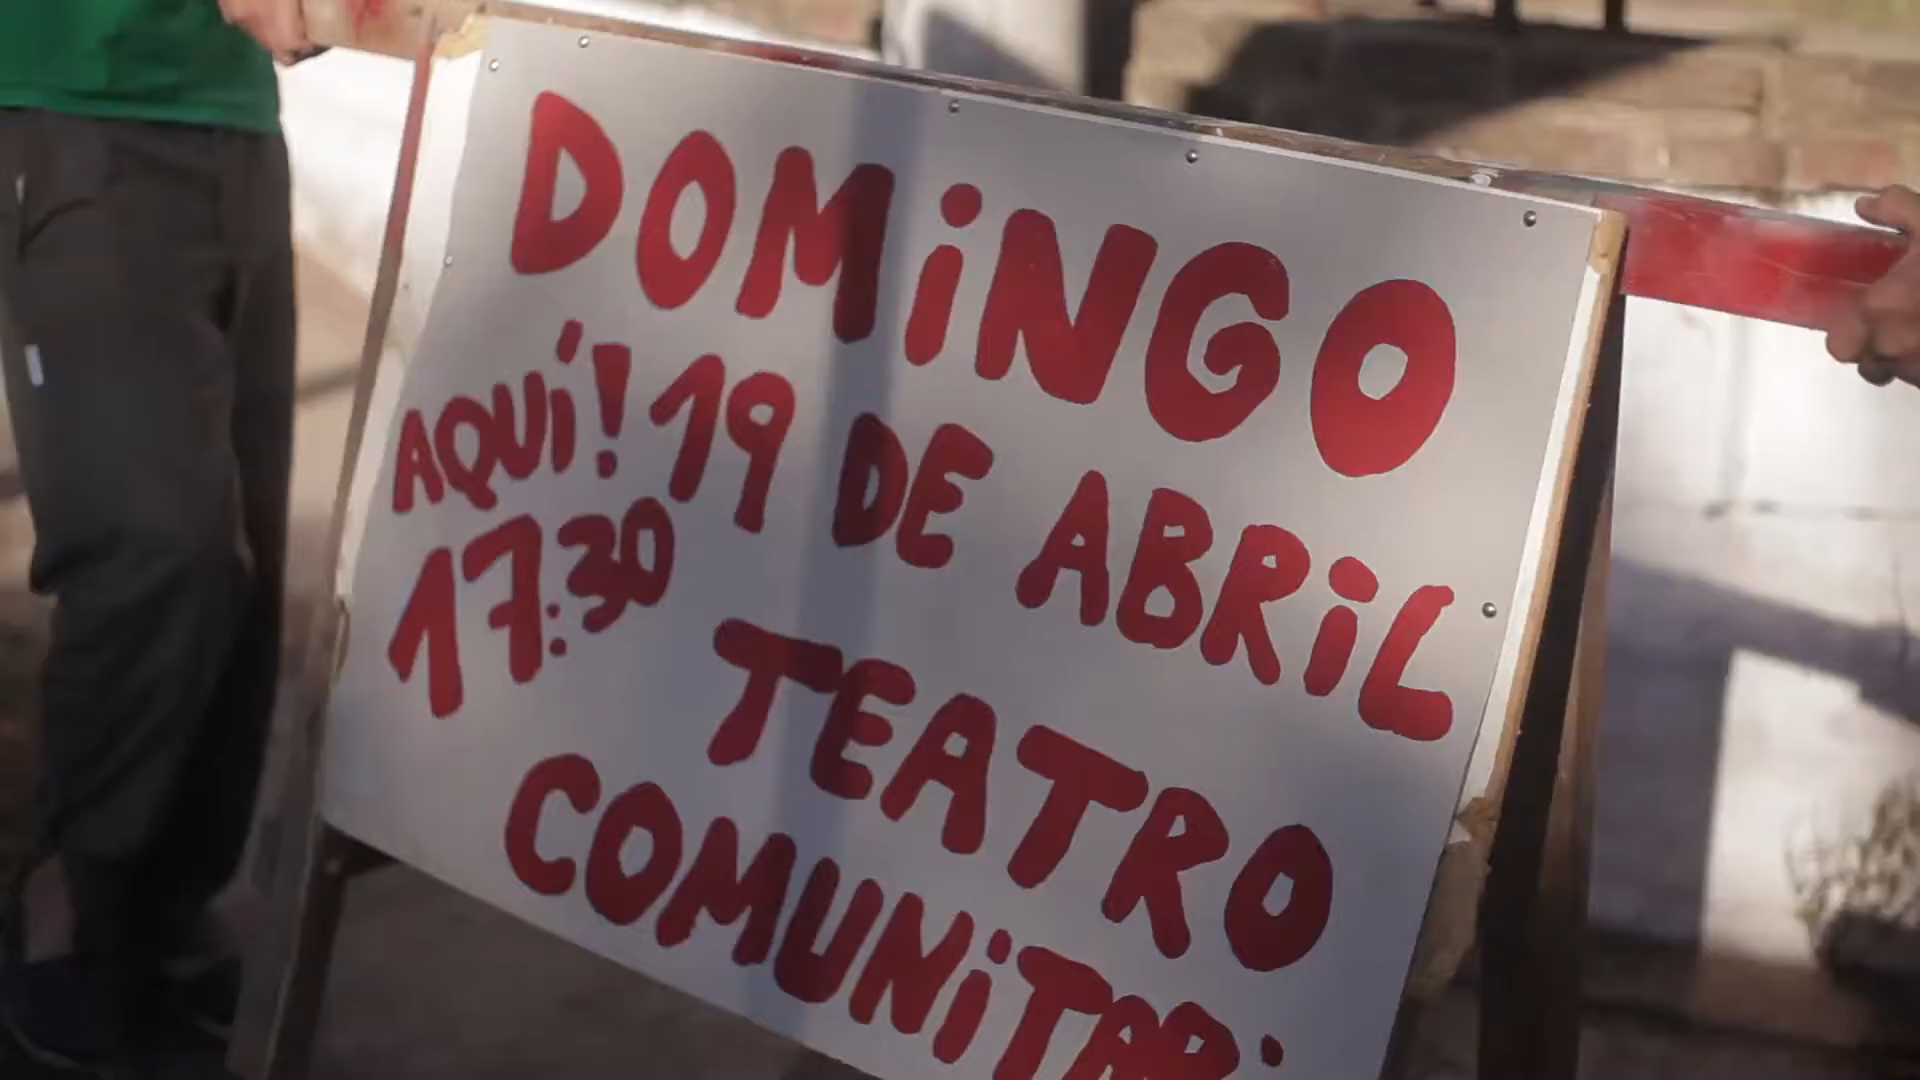 DOMiNGO
AQUÍ! 19 DE ABRiL
17:30
TEATRO
COMUNiTAR